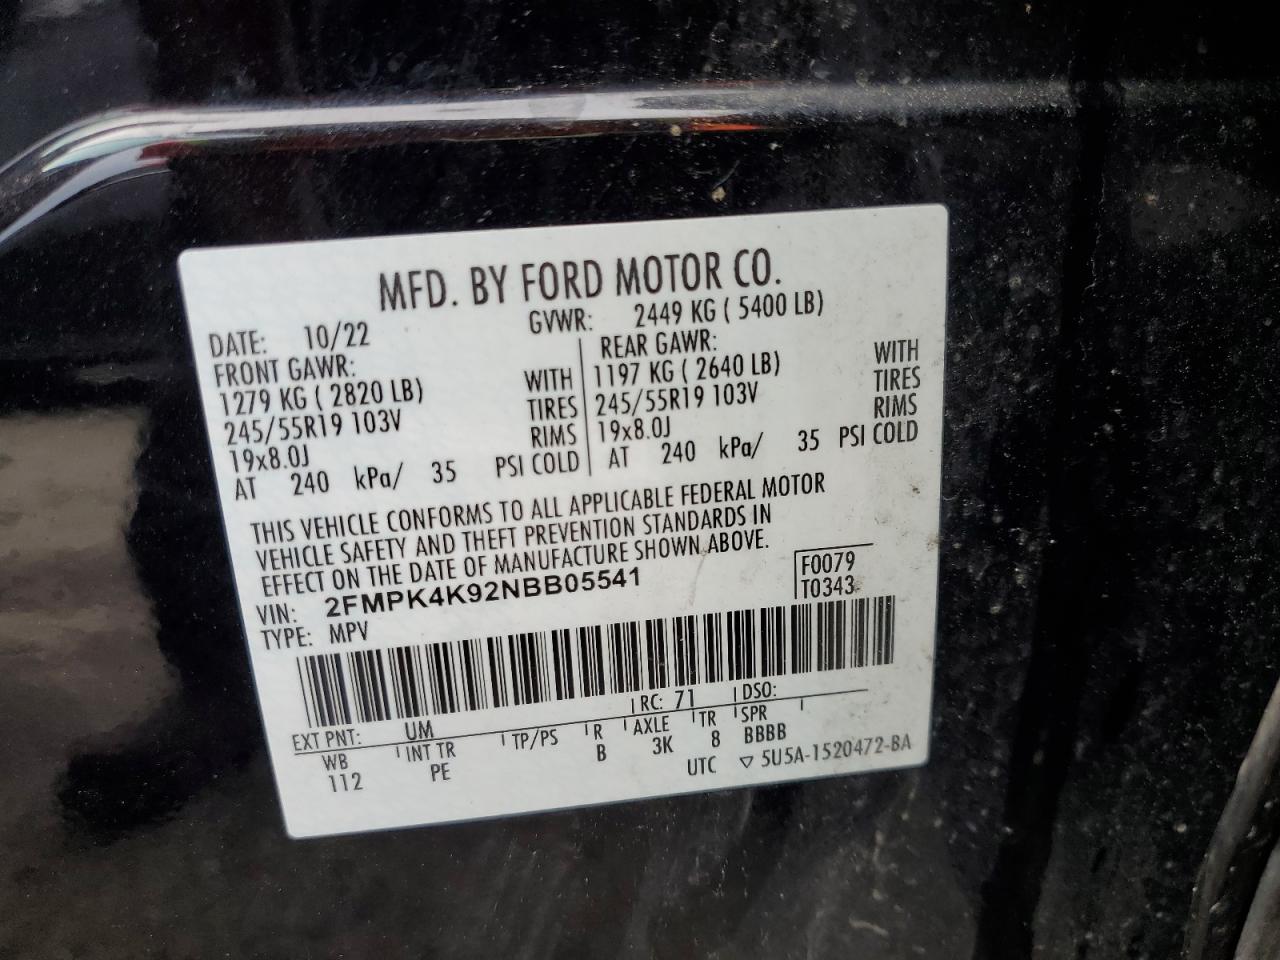 MFD. BY FORD MOTOR CO.
DATE: 10/22 GVWR: 2449 KG ( 5400 LB)
FRONT GAWR: REAR GAWR:
1279 KG ( 2820 LB) WITH 1197 KG ( 2640 LB) WITH
245/55R19 103V TIRES 245/55R19 103V TIRES
19x8.0J RIMS 19x8.0J RIMS
AT 240 kPa/ 35 PSI COLD AT 240 kPa/ 35 PSI COLD
THIS VEHICLE CONFORMS TO ALL APPLICABLE FEDERAL MOTOR
VEHICLE SAFETY AND THEFT PREVENTION STANDARDS IN
EFFECT ON THE DATE OF MANUFACTURE SHOWN ABOVE.
VIN: 2FMPK4K92NBB05541 F0079
TYPE: MPV T0343
EXT PNT: UM RC: 71 DSO:
WB INT TR TP/PS R AXLE TR SPR
112 PE B 3K 8 BBBB
UTC ▽ 5U5A-1520472-BA